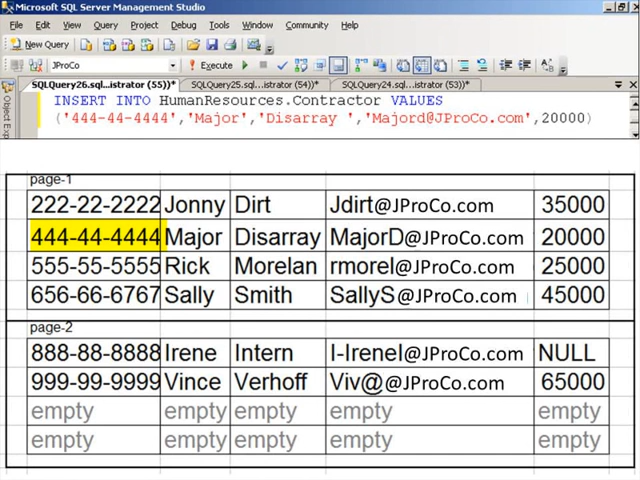 Microsoft SQL Server Management Studio
File Edit View Query Project Debug Tools Window Community Help
New Query
JProCo Execute
SQLQuery26.sql...istrator (55))* SQLQuery25.sql...istrator (54))* SQLQuery24.sql...istrator (53))*
Object Exp
INSERT INTO HumanResources.Contractor VALUES
('444-44-4444','Major','Disarray ','Majord@JProCo.com',20000)
page-1
222-22-2222 Jonny Dirt Jdirt@JProCo.com 35000
444-44-4444 Major Disarray MajorD@JProCo.com 20000
555-55-5555 Rick Morelan rmorel@JProCo.com 25000
656-66-6767 Sally Smith SallyS@JProCo.com 45000
page-2
888-88-8888 Irene Intern I-Irenel@JProCo.com NULL
999-99-9999 Vince Verhoff Viv@@JProCo.com 65000
empty empty empty empty empty
empty empty empty empty empty